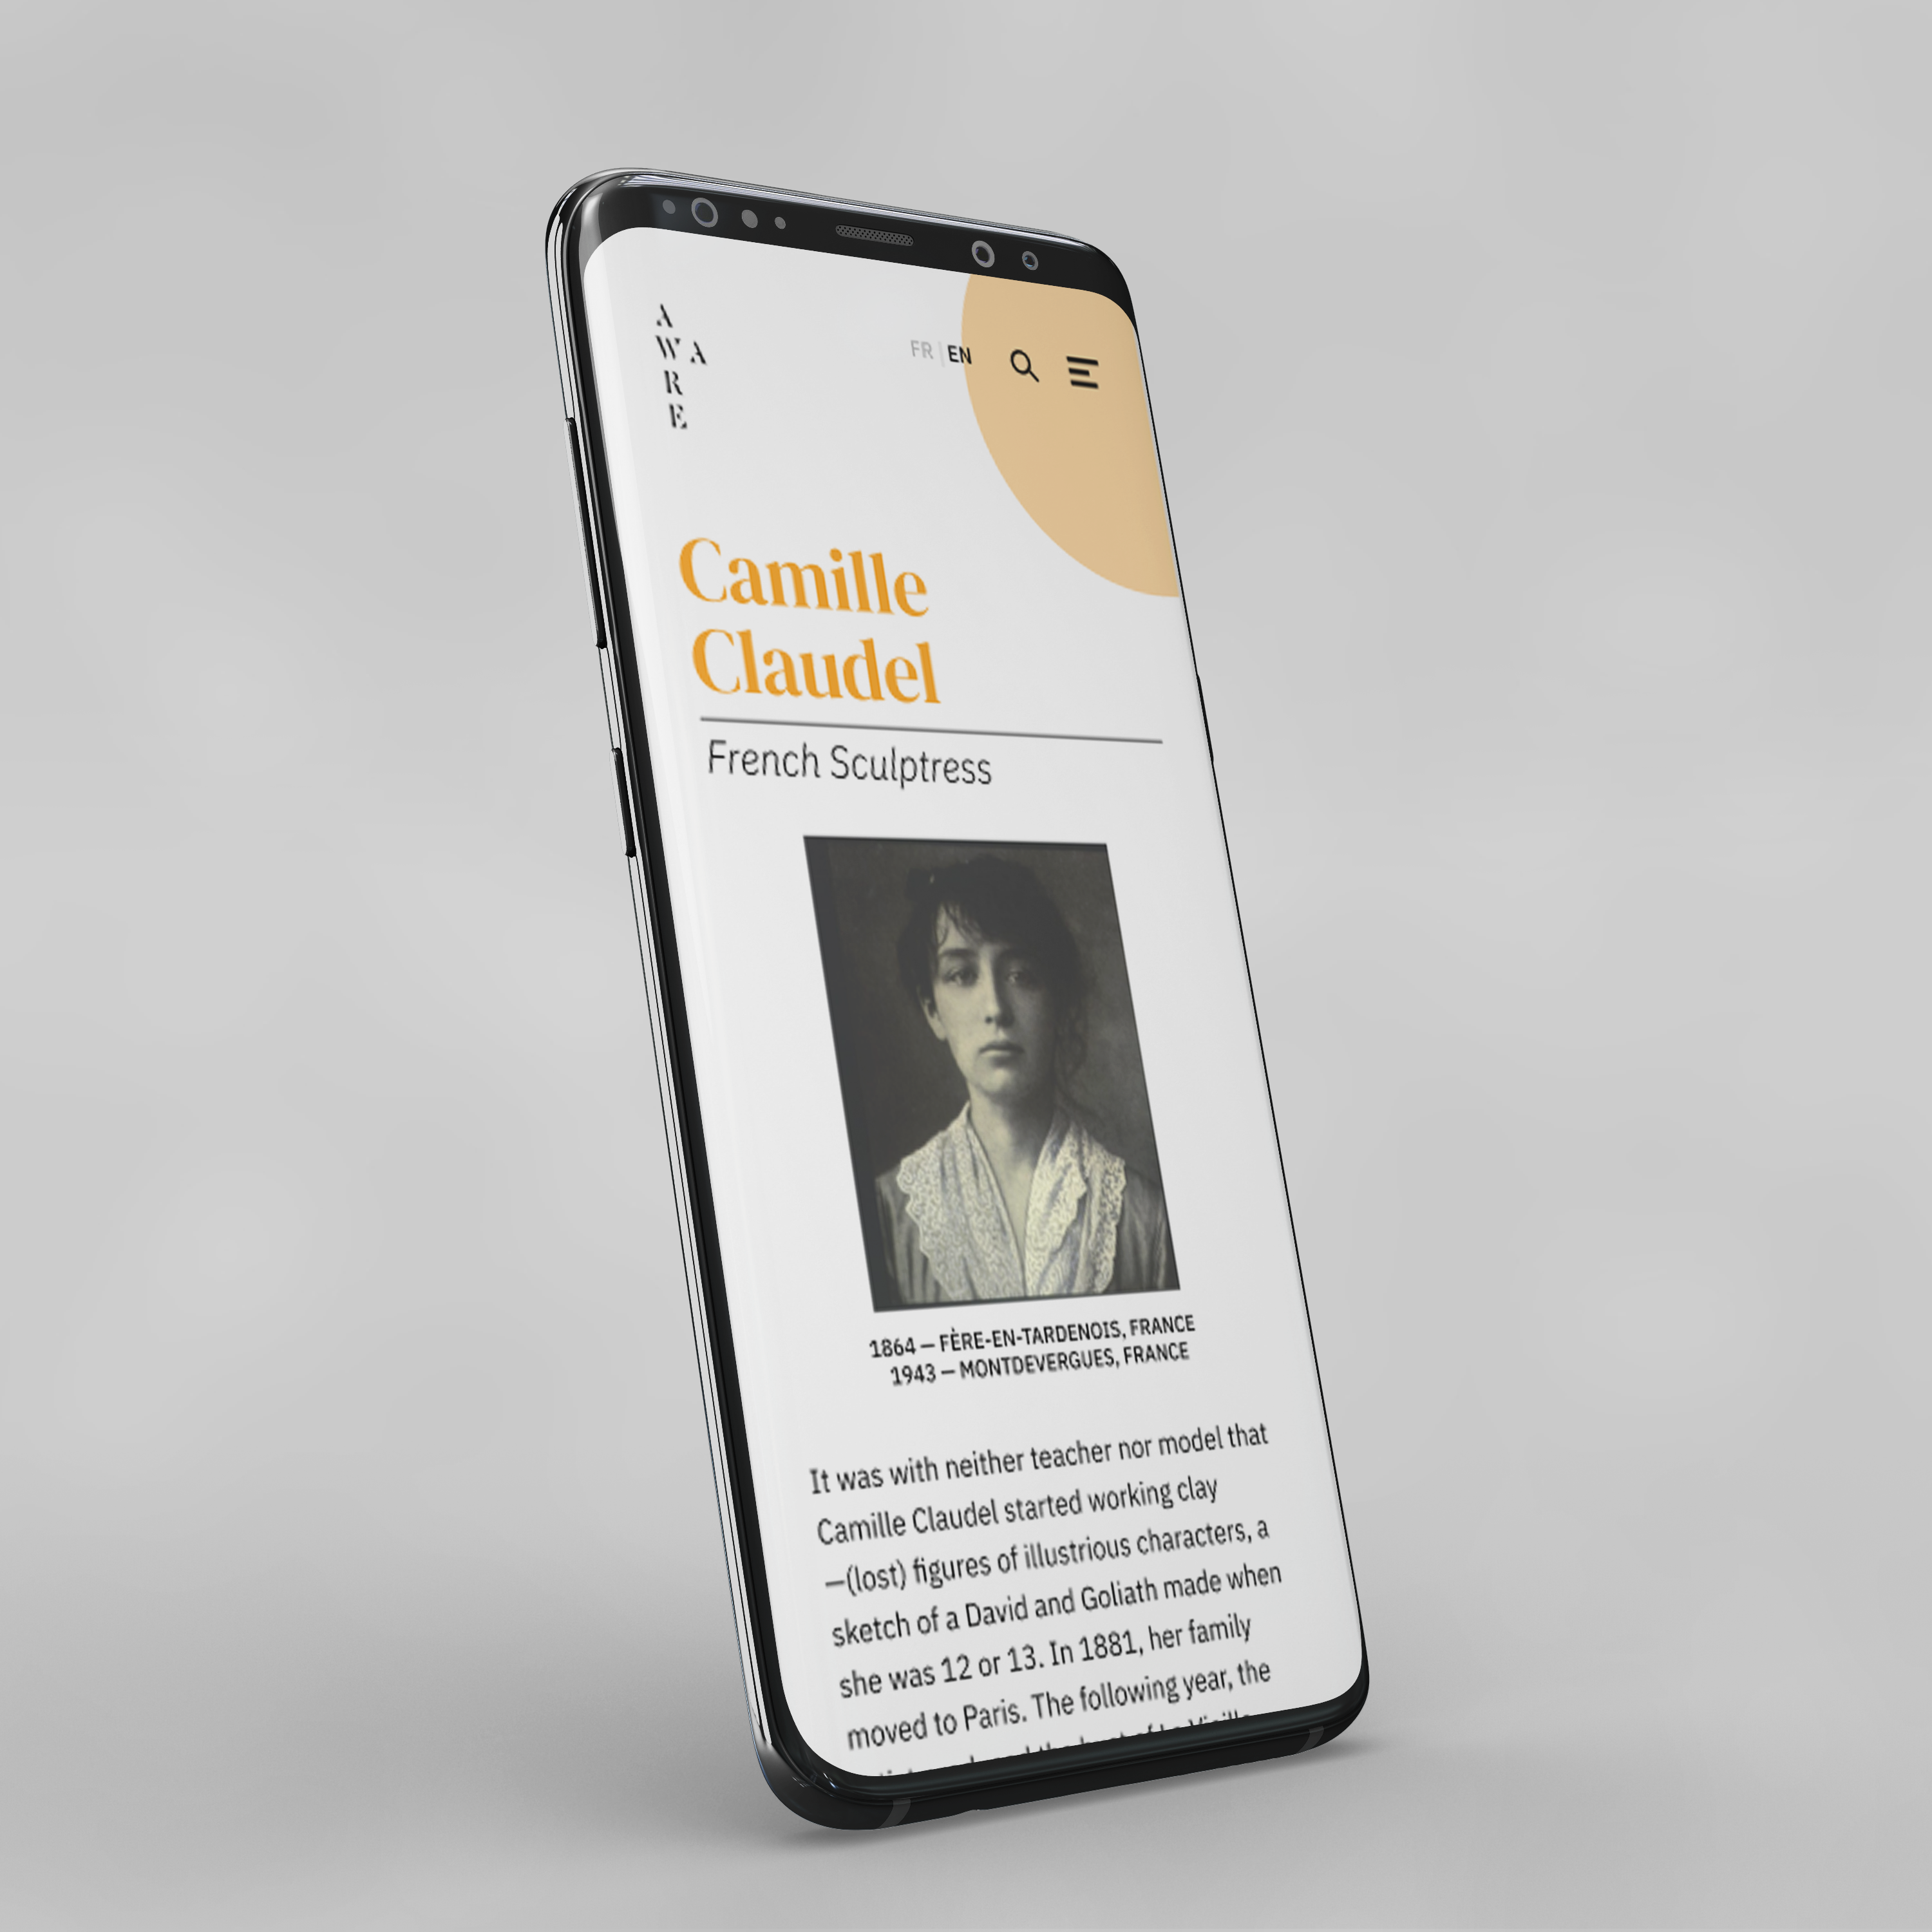 A
WA
R
E
FR | EN
Camille
Claudel
French Sculptress
1864 — FÈRE-EN-TARDENOIS, FRANCE
1943 — MONTDEVERGUES, FRANCE
It was with neither teacher nor model that
Camille Claudel started working clay
—(lost) figures of illustrious characters, a
sketch of a David and Goliath made when
she was 12 or 13. In 1881, her family
moved to Paris. The following year, the